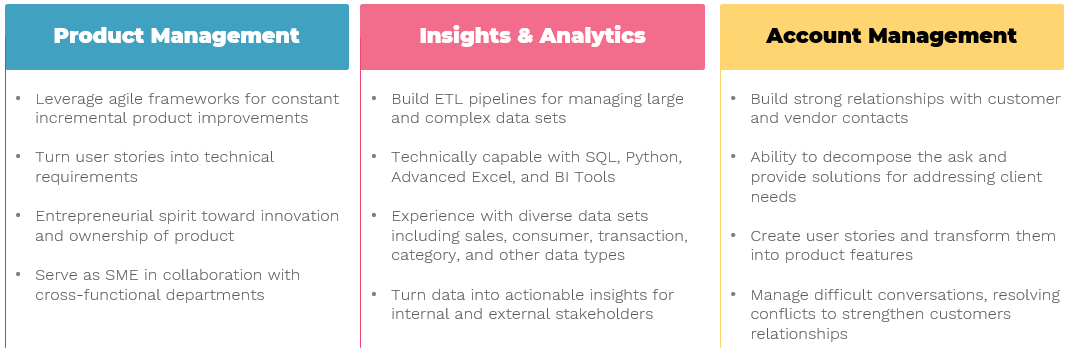 Product Management
• Leverage agile frameworks for constant
incremental product improvements
• Turn user stories into technical
requirements
• Entrepreneurial spirit toward innovation
and ownership of product
• Serve as SME in collaboration with
cross-functional departments
Insights & Analytics
• Build ETL pipelines for managing large
and complex data sets
• Technically capable with SQL, Python,
Advanced Excel, and BI Tools
• Experience with diverse data sets
including sales, consumer, transaction,
category, and other data types
• Turn data into actionable insights for
internal and external stakeholders
Account Management
• Build strong relationships with customer
and vendor contacts
• Ability to decompose the ask and
provide solutions for addressing client
needs
• Create user stories and transform them
into product features
• Manage difficult conversations, resolving
conflicts to strengthen customers
relationships